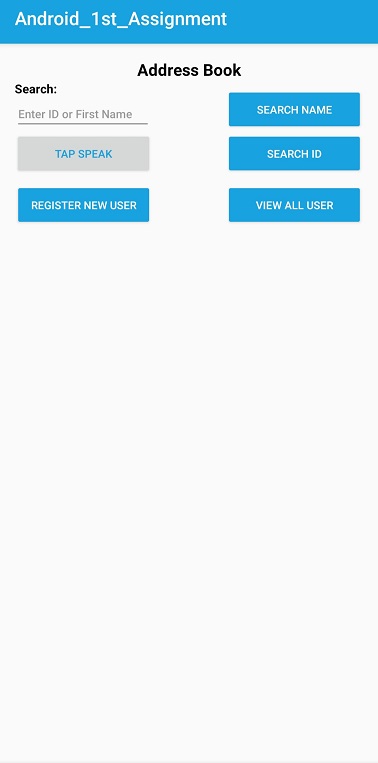 Android_1st_Assignment
Address Book
Search:
Enter ID or First Name
SEARCH NAME
TAP SPEAK
SEARCH ID
REGISTER NEW USER
VIEW ALL USER